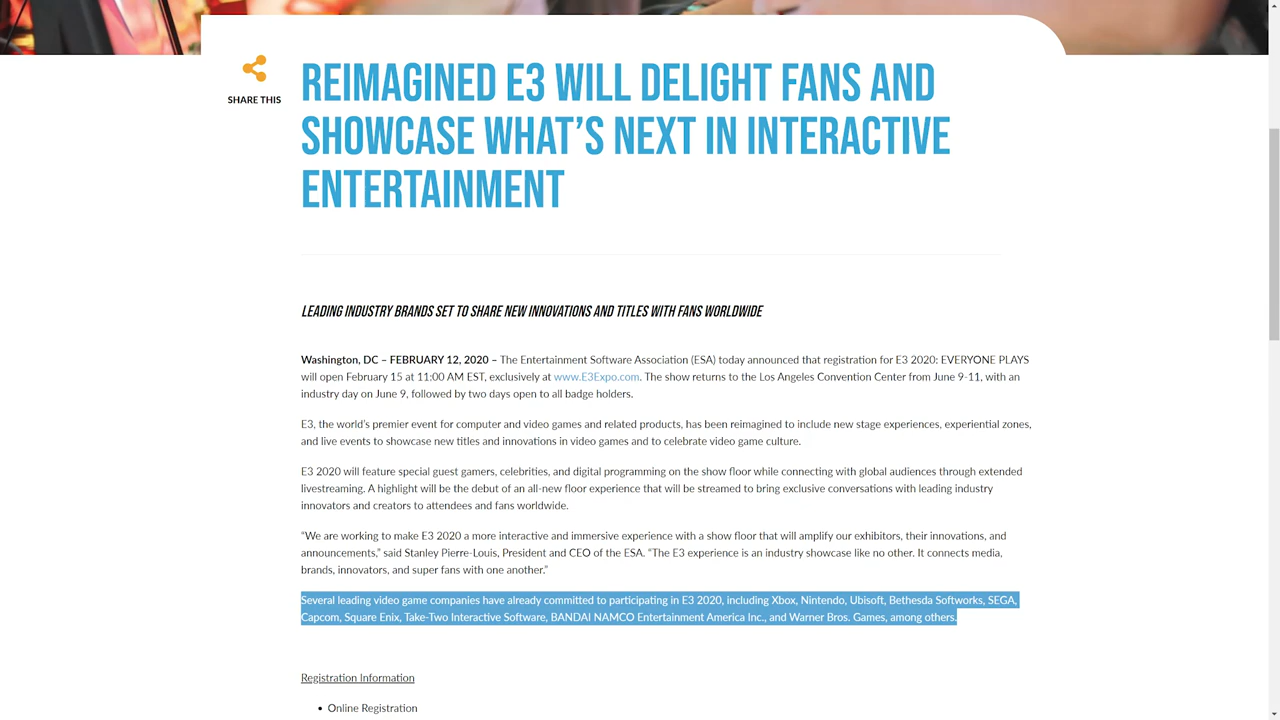 SHARE THIS
REIMAGINED E3 WILL DELIGHT FANS AND
SHOWCASE WHAT’S NEXT IN INTERACTIVE
ENTERTAINMENT
LEADING INDUSTRY BRANDS SET TO SHARE NEW INNOVATIONS AND TITLES WITH FANS WORLDWIDE
Washington, DC – FEBRUARY 12, 2020 – The Entertainment Software Association (ESA) today announced that registration for E3 2020: EVERYONE PLAYS
will open February 15 at 11:00 AM EST, exclusively at www.E3Expo.com. The show returns to the Los Angeles Convention Center from June 9-11, with an
industry day on June 9, followed by two days open to all badge holders.
E3, the world’s premier event for computer and video games and related products, has been reimagined to include new stage experiences, experiential zones,
and live events to showcase new titles and innovations in video games and to celebrate video game culture.
E3 2020 will feature special guest gamers, celebrities, and digital programming on the show floor while connecting with global audiences through extended
livestreaming. A highlight will be the debut of an all-new floor experience that will be streamed to bring exclusive conversations with leading industry
innovators and creators to attendees and fans worldwide.
“We are working to make E3 2020 a more interactive and immersive experience with a show floor that will amplify our exhibitors, their innovations, and
announcements,” said Stanley Pierre-Louis, President and CEO of the ESA. “The E3 experience is an industry showcase like no other. It connects media,
brands, innovators, and super fans with one another.”
Several leading video game companies have already committed to participating in E3 2020, including Xbox, Nintendo, Ubisoft, Bethesda Softworks, SEGA,
Capcom, Square Enix, Take-Two Interactive Software, BANDAI NAMCO Entertainment America Inc., and Warner Bros. Games, among others.
Registration Information
• Online Registration